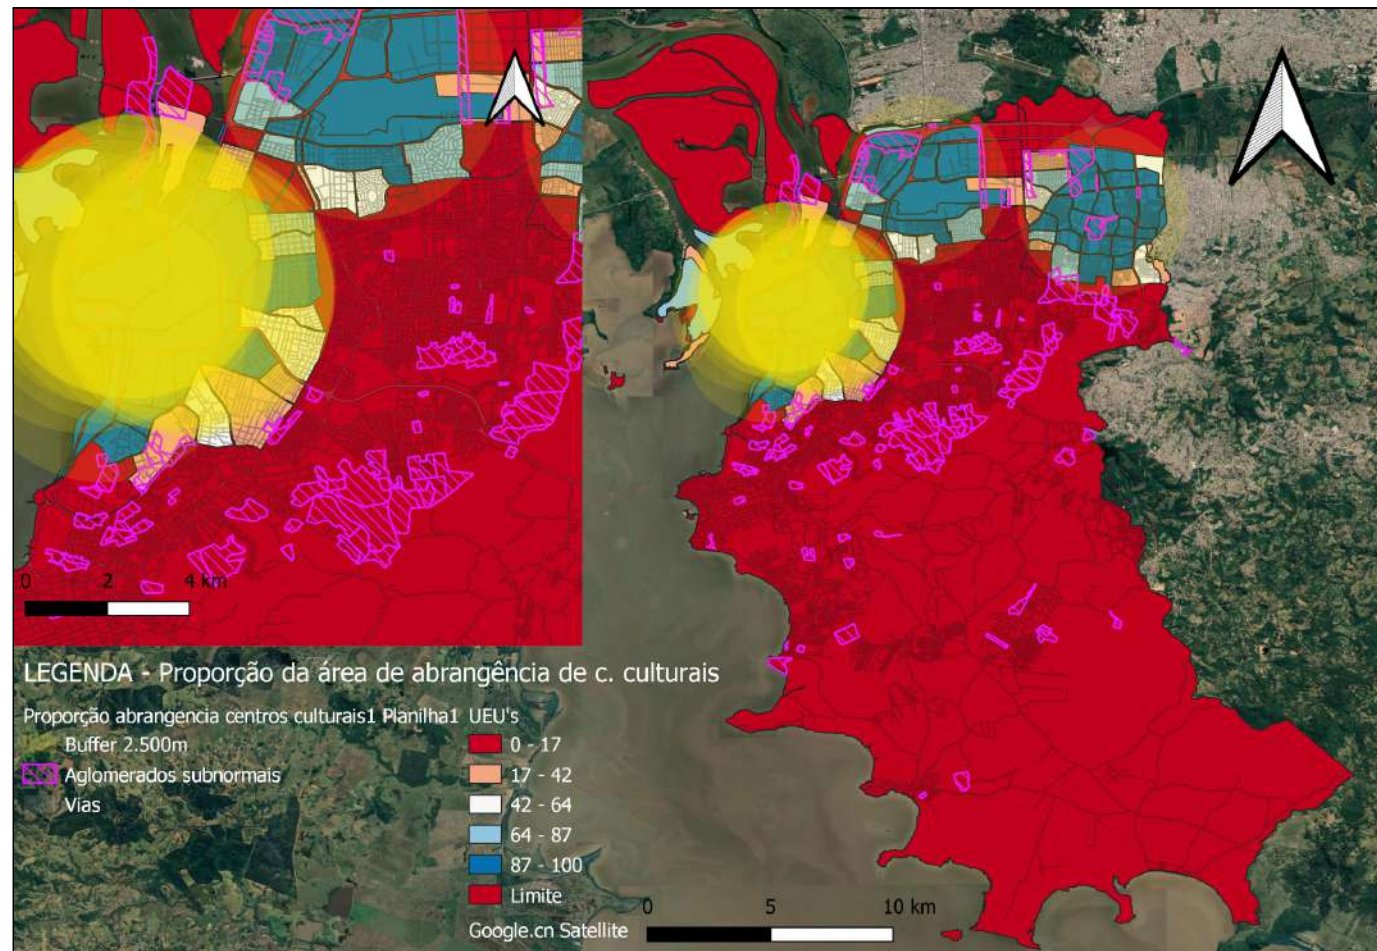 0 2 4 km
LEGENDA - Proporção da área de abrangência de c. culturais
Proporção abrangencia centros culturais1 Planilha1
Buffer 2.500m
Aglomerados subnormais
Vias
UEU's
0 - 17
17 - 42
42 - 64
64 - 87
87 - 100
Limite
Google.cn Satellite
0 5 10 km